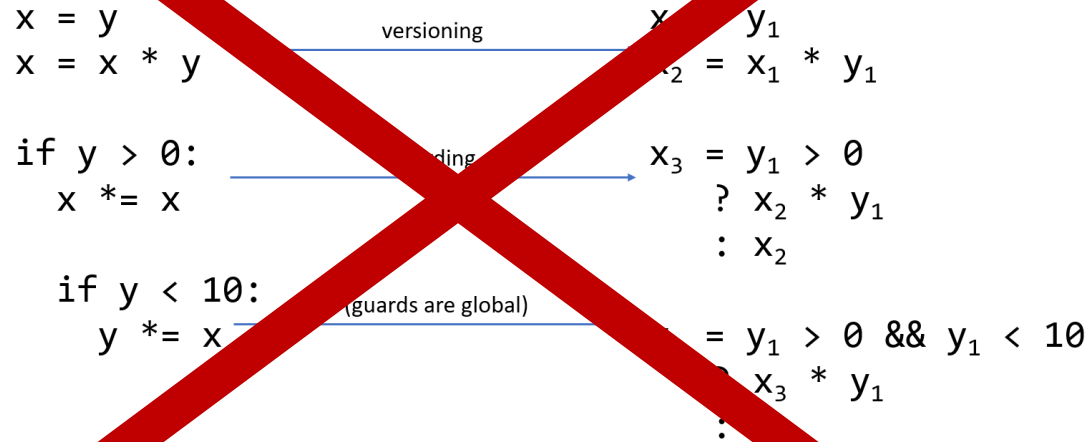 x = y
x = x * y
if y > 0:
x *= x
if y < 10:
y *= x
versioning
(guards are global)
x y₁
x₂ = x₁ * y₁
x₃ = y₁ > 0
? x₂ * y₁
: x₂
= y₁ > 0 && y₁ < 10
? x₃ * y₁
: